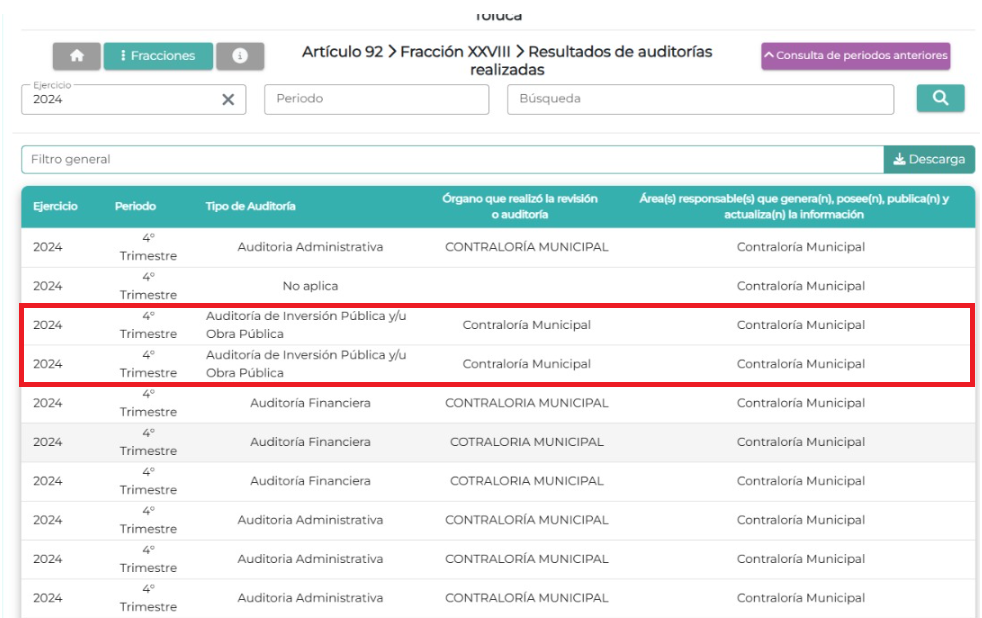 Toluca
Fracciones
Artículo 92 > Fracción XXVIII > Resultados de auditorías
realizadas
Consulta de periodos anteriores
Ejercicio
2024
Periodo
Búsqueda
Filtro general
Descarga
Ejercicio Periodo Tipo de Auditoría Órgano que realizó la revisión o auditoría Área(s) responsable(s) que genera(n), posee(n), publica(n) y actualiza(n) la información
2024 4° Trimestre Auditoria Administrativa CONTRALORÍA MUNICIPAL Contraloría Municipal
2024 4° Trimestre No aplica Contraloría Municipal
2024 4° Trimestre Auditoría de Inversión Pública y/u Obra Pública Contraloría Municipal Contraloría Municipal
2024 4° Trimestre Auditoría de Inversión Pública y/u Obra Pública Contraloría Municipal Contraloría Municipal
2024 4° Trimestre Auditoría Financiera CONTRALORIA MUNICIPAL Contraloría Municipal
2024 4° Trimestre Auditoría Financiera COTRALORIA MUNICIPAL Contraloría Municipal
2024 4° Trimestre Auditoría Financiera COTRALORIA MUNICIPAL Contraloría Municipal
2024 4° Trimestre Auditoria Administrativa CONTRALORÍA MUNICIPAL Contraloría Municipal
2024 4° Trimestre Auditoria Administrativa CONTRALORÍA MUNICIPAL Contraloría Municipal
2024 4° Trimestre Auditoria Administrativa CONTRALORÍA MUNICIPAL Contraloría Municipal